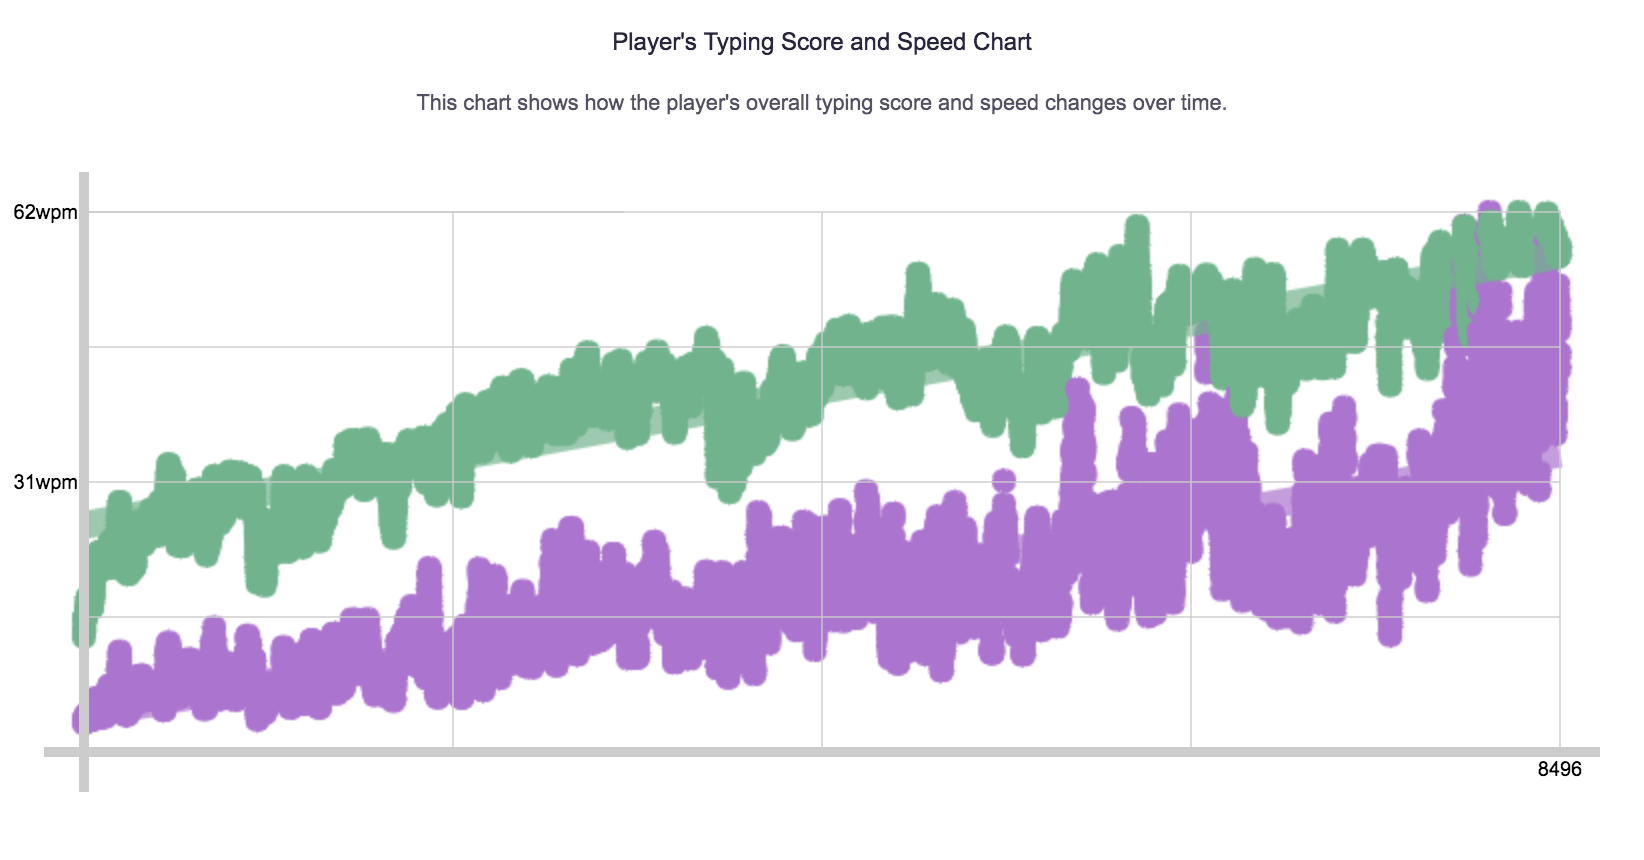 Player's Typing Score and Speed Chart
This chart shows how the player's overall typing score and speed changes over time.
62wpm
31wpm
8496